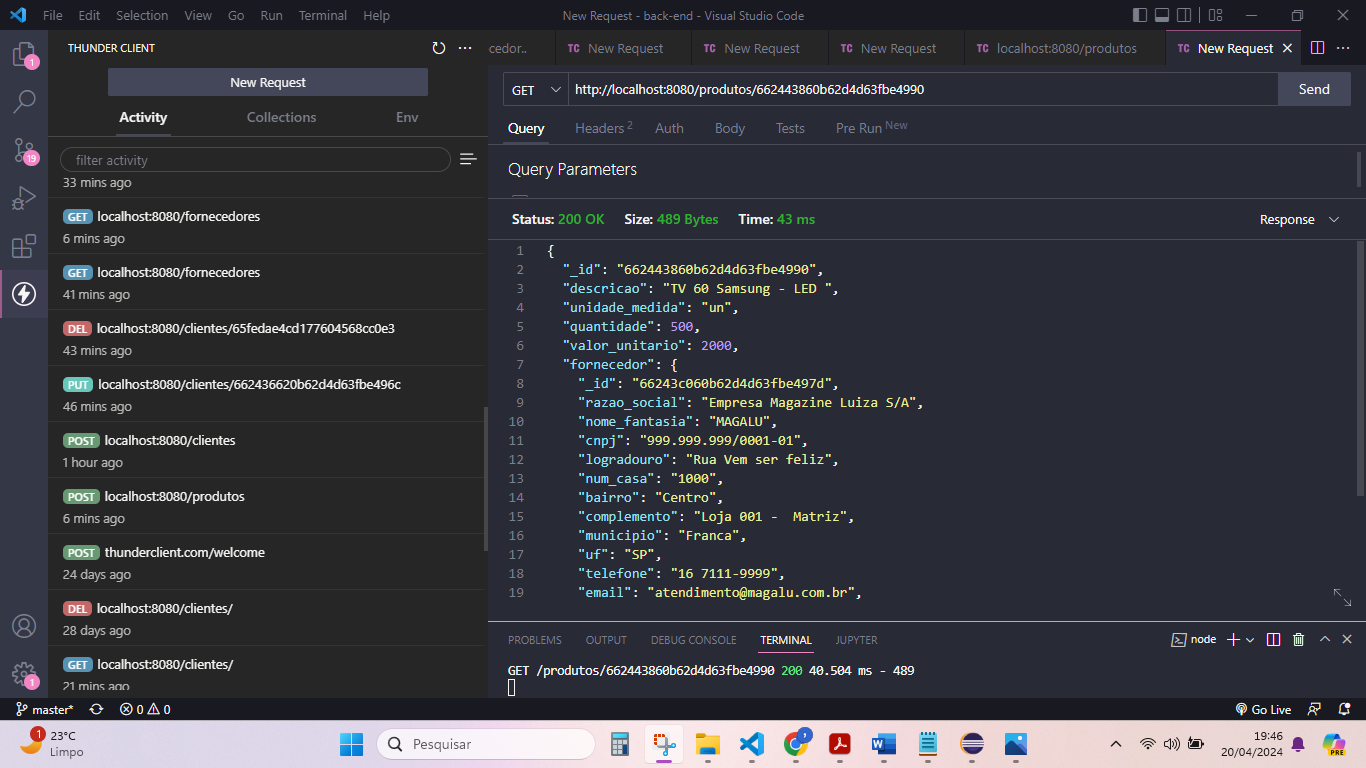 File Edit Selection View Go Run Terminal Help New Request - back-end - Visual Studio Code
THUNDER CLIENT
New Request
Activity Collections Env
filter activity
33 mins ago
GET localhost:8080/fornecedores
6 mins ago
GET localhost:8080/fornecedores
41 mins ago
DEL localhost:8080/clientes/65fedae4cd177604568cc0e3
43 mins ago
PUT localhost:8080/clientes/662436620b62d4d63fbe496c
46 mins ago
POST localhost:8080/clientes
1 hour ago
POST localhost:8080/produtos
6 mins ago
POST thunderclient.com/welcome
24 days ago
DEL localhost:8080/clientes/
28 days ago
GET localhost:8080/clientes/
21 mins ago
1
19
1
cedor.. TC New Request TC New Request TC New Request TC localhost:8080/produtos TC New Request
GET http://localhost:8080/produtos/662443860b62d4d63fbe4990 Send
Query Headers 2 Auth Body Tests Pre Run New
Query Parameters
Status: 200 OK Size: 489 Bytes Time: 43 ms Response
1 {
2 "_id": "662443860b62d4d63fbe4990",
3 "descricao": "TV 60 Samsung - LED ",
4 "unidade_medida": "un",
5 "quantidade": 500,
6 "valor_unitario": 2000,
7 "fornecedor": {
8 "_id": "66243c060b62d4d63fbe497d",
9 "razao_social": "Empresa Magazine Luiza S/A",
10 "nome_fantasia": "MAGALU",
11 "cnpj": "999.999.999/0001-01",
12 "logradouro": "Rua Vem ser feliz",
13 "num_casa": "1000",
14 "bairro": "Centro",
15 "complemento": "Loja 001 -  Matriz",
16 "municipio": "Franca",
17 "uf": "SP",
18 "telefone": "16 7111-9999",
19 "email": "atendimento@magalu.com.br",
PROBLEMS OUTPUT DEBUG CONSOLE TERMINAL JUPYTER node
GET /produtos/662443860b62d4d63fbe4990 200 40.504 ms - 489
master* 0 0 Go Live
1 23°C
Limpo
Pesquisar
PRE
19:46
20/04/2024